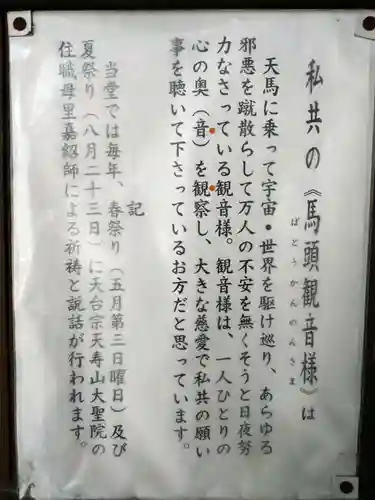 私共の《馬頭観音様》は
ばとうかんのんさま
天馬に乗って宇宙・世界を駆け巡り、あらゆる
邪悪を蹴散らして万人の不安を無くそうと日夜努
力なさっている観音様。観音様は、一人ひとりの
心の奥（音）を観察し、大きな慈愛で私共の願い
事を聴いて下さっているお方だと思っています。
記
当堂では毎年、春祭り（五月第三日曜日）及び
夏祭り（八月二十三日）に天台宗天寿山大聖院の
住職母里嘉紹師による祈祷と説話が行われます。